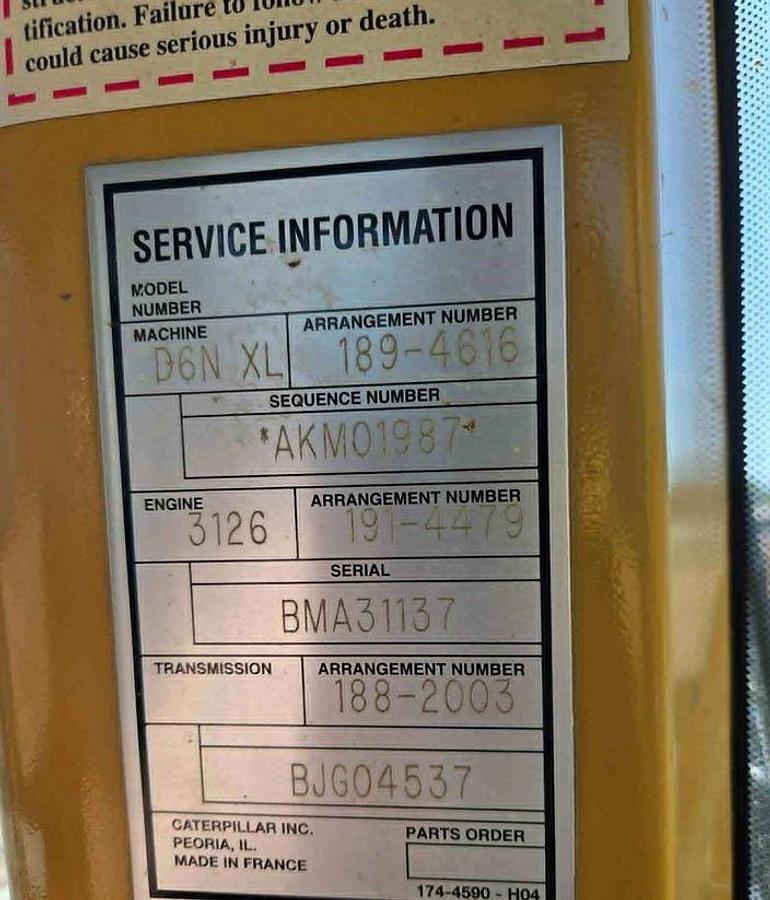 tification. Failure to
could cause serious injury or death.
SERVICE INFORMATION
MODEL
NUMBER
MACHINE
ARRANGEMENT NUMBER
D6N XL
189-4616
SEQUENCE NUMBER
*AKM01987*
ENGINE
ARRANGEMENT NUMBER
3126
191-4479
SERIAL
BMA31137
TRANSMISSION
ARRANGEMENT NUMBER
188-2003
BJG04537
CATERPILLAR INC.
PEORIA, IL.
MADE IN FRANCE
PARTS ORDER
174-4590 - H04